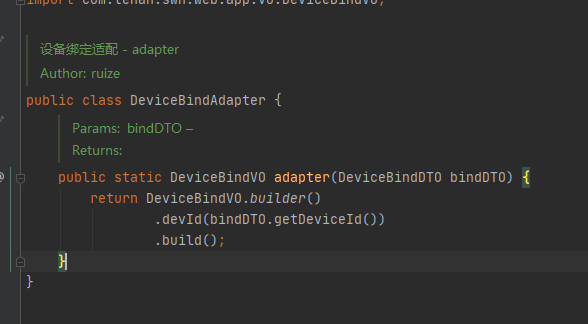 import com.lenan.swn.web.app.vo.DeviceBindVO;
设备绑定适配 - adapter
Author: ruize
public class DeviceBindAdapter {
Params: bindDTO –
Returns:
public static DeviceBindVO adapter(DeviceBindDTO bindDTO) {
return DeviceBindVO.builder()
.devId(bindDTO.getDeviceId())
.build();
}
}